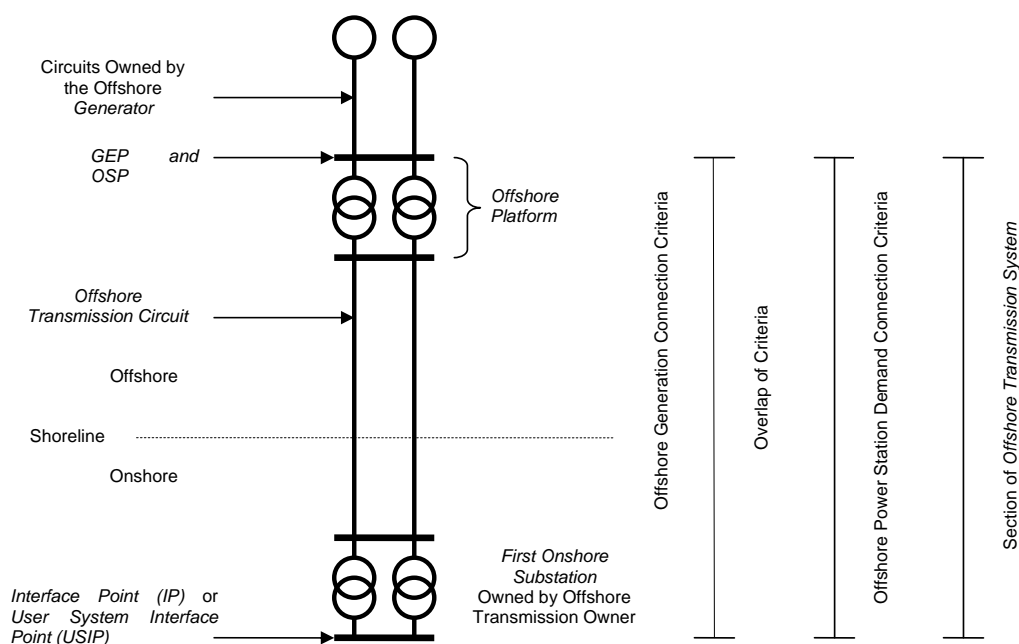 Circuits Owned by
the Offshore
Generator
GEP and
OSP
Offshore
Platform
Offshore
Transmission Circuit
Offshore
Shoreline
Onshore
First Onshore
Substation
Owned by Offshore
Transmission Owner
Interface Point (IP) or
User System Interface
Point (USIP)
Offshore Generation Connection Criteria
Overlap of Criteria
Offshore Power Station Demand Connection Criteria
Section of Offshore Transmission System